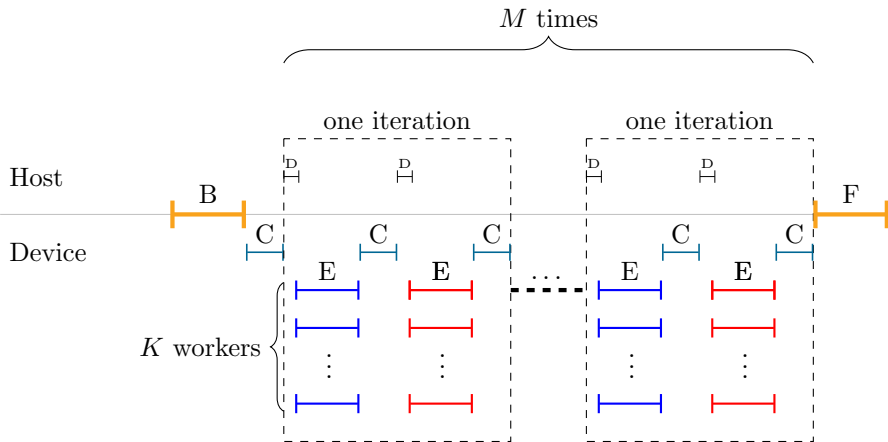 M times
one iteration
one iteration
D
D
D
D
Host
B
F
C
C
C
C
C
Device
E
E
...
E
E
K workers
⋮
⋮
⋮
⋮